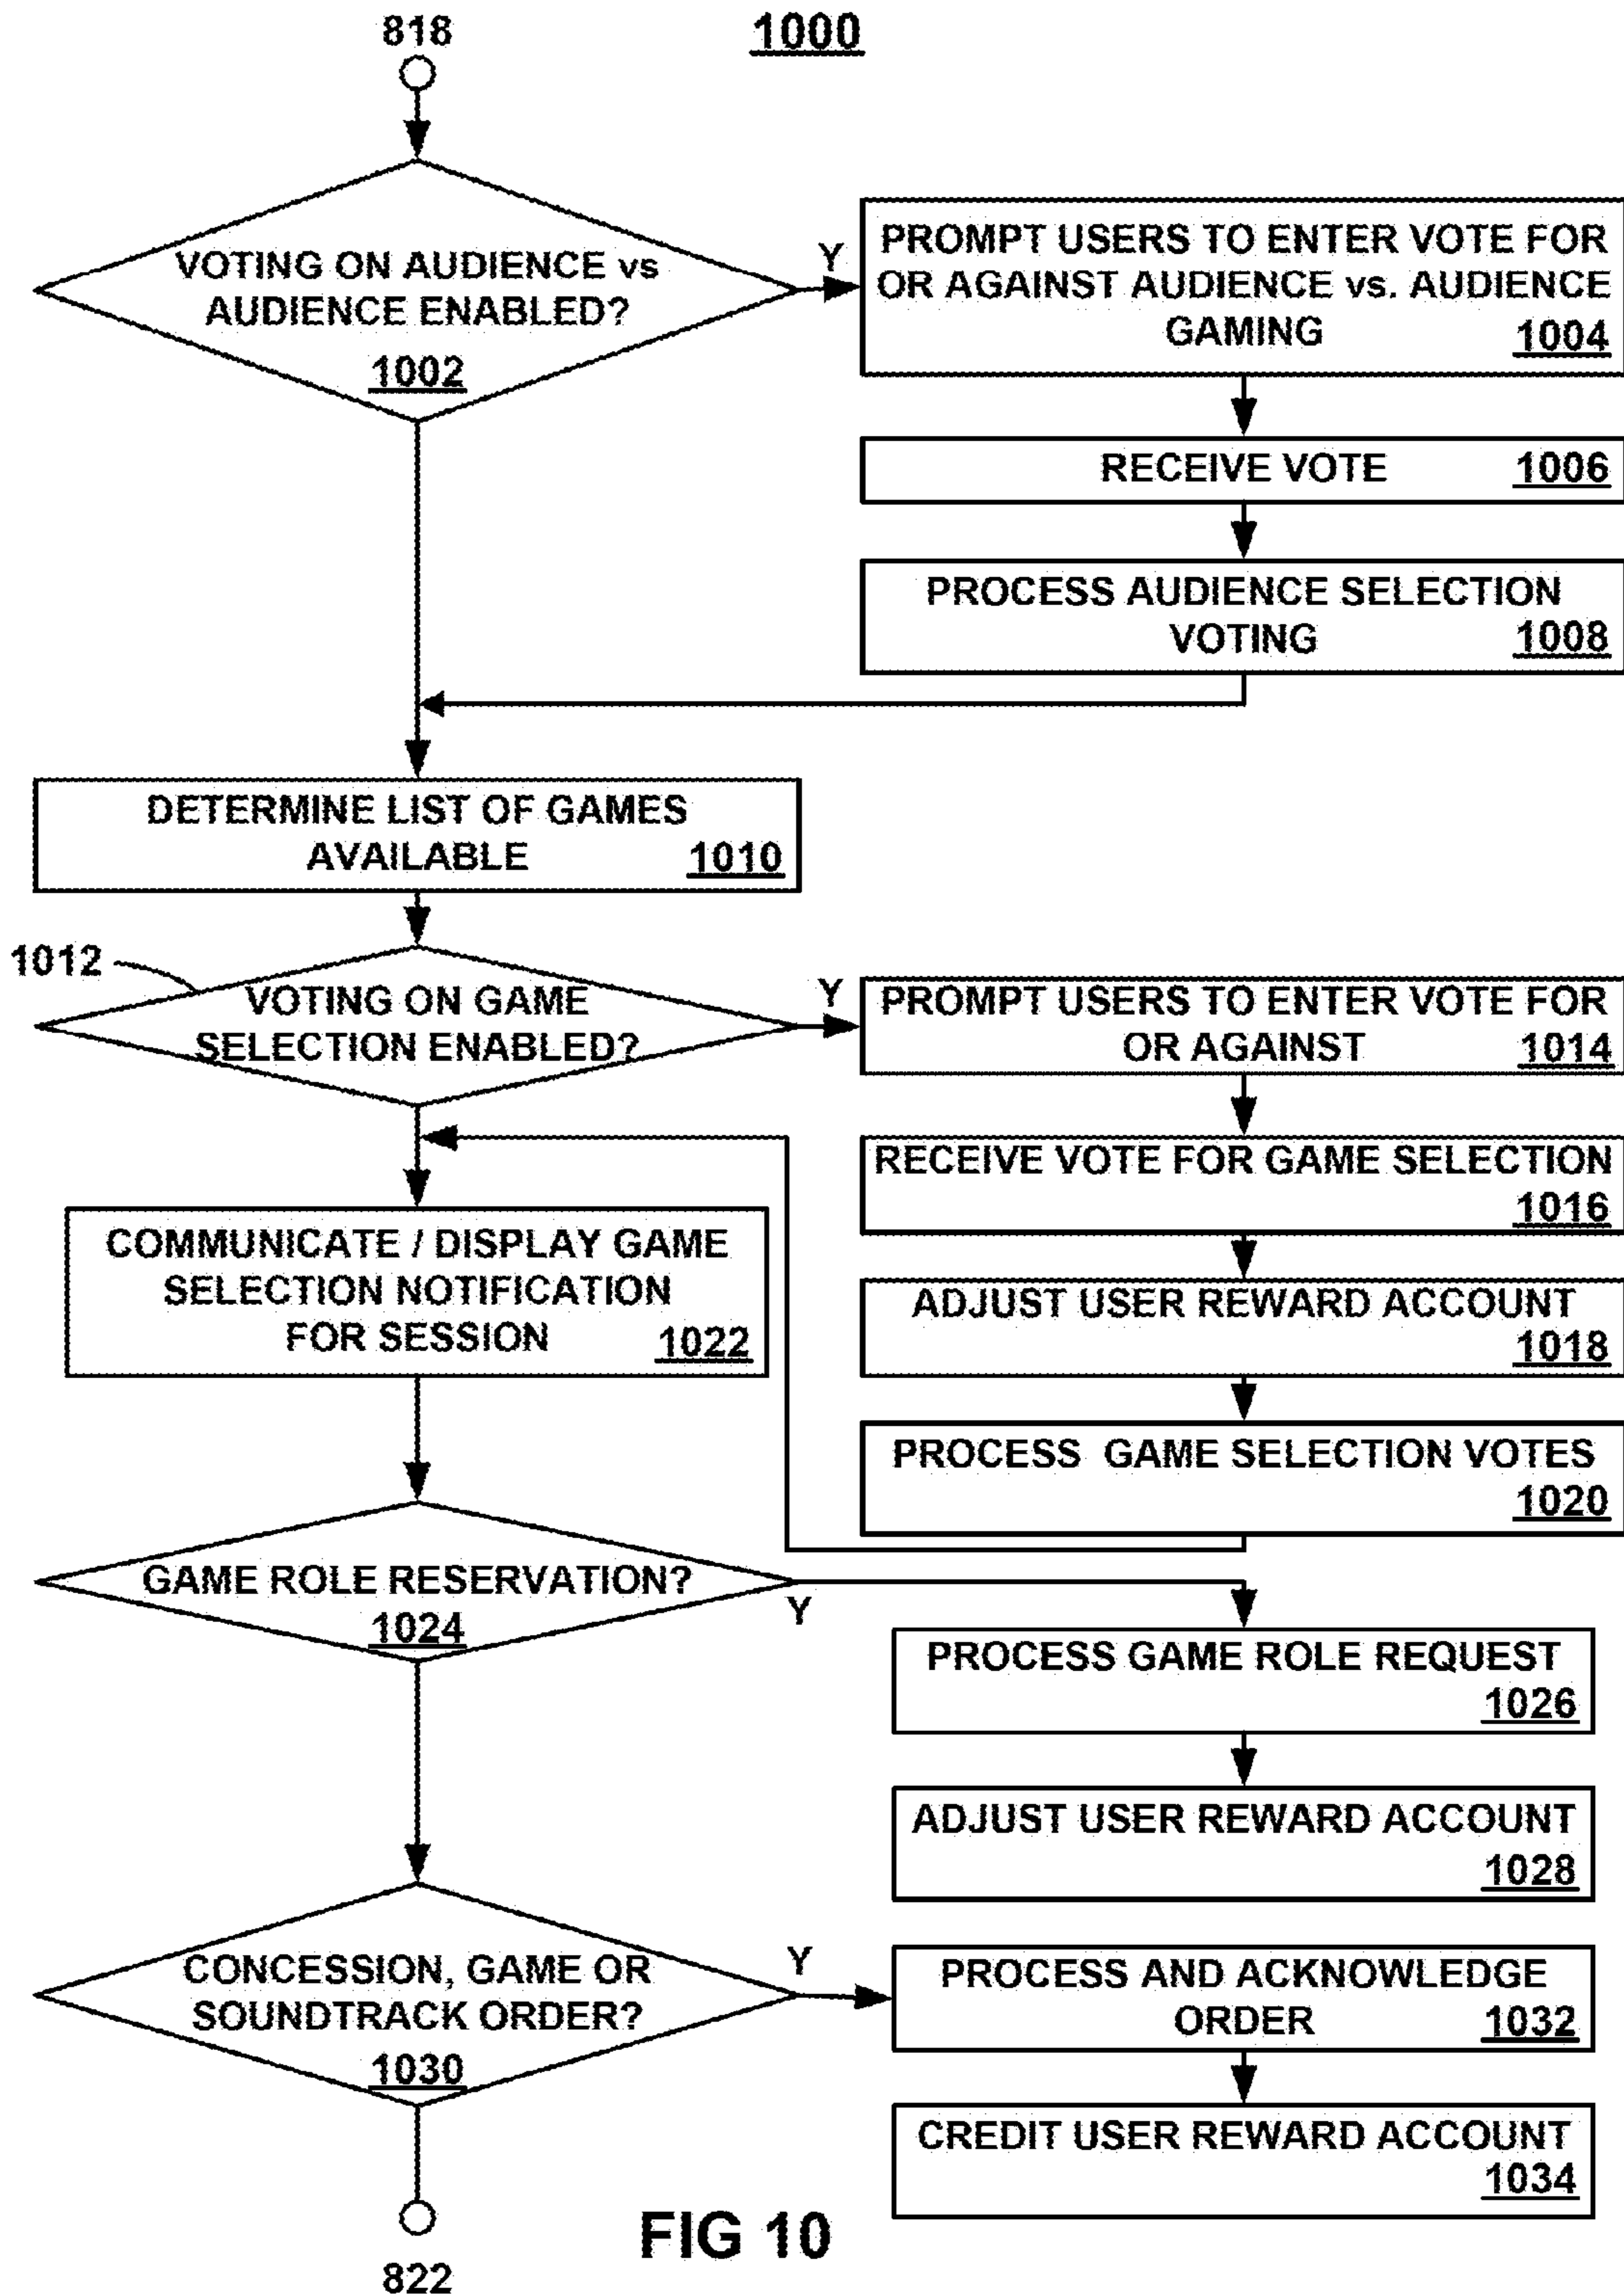 818
1000
VOTING ON AUDIENCE vs
AUDIENCE ENABLED?
1002
Y
PROMPT USERS TO ENTER VOTE FOR
OR AGAINST AUDIENCE vs. AUDIENCE
GAMING 1004
RECEIVE VOTE 1006
PROCESS AUDIENCE SELECTION
VOTING 1008
DETERMINE LIST OF GAMES
AVAILABLE 1010
1012
VOTING ON GAME
SELECTION ENABLED?
Y
PROMPT USERS TO ENTER VOTE FOR
OR AGAINST 1014
RECEIVE VOTE FOR GAME SELECTION
1016
ADJUST USER REWARD ACCOUNT
1018
PROCESS GAME SELECTION VOTES
1020
COMMUNICATE / DISPLAY GAME
SELECTION NOTIFICATION
FOR SESSION 1022
GAME ROLE RESERVATION?
1024
Y
PROCESS GAME ROLE REQUEST
1026
ADJUST USER REWARD ACCOUNT
1028
CONCESSION, GAME OR
SOUNDTRACK ORDER?
1030
Y
PROCESS AND ACKNOWLEDGE
ORDER 1032
CREDIT USER REWARD ACCOUNT
1034
822
FIG 10